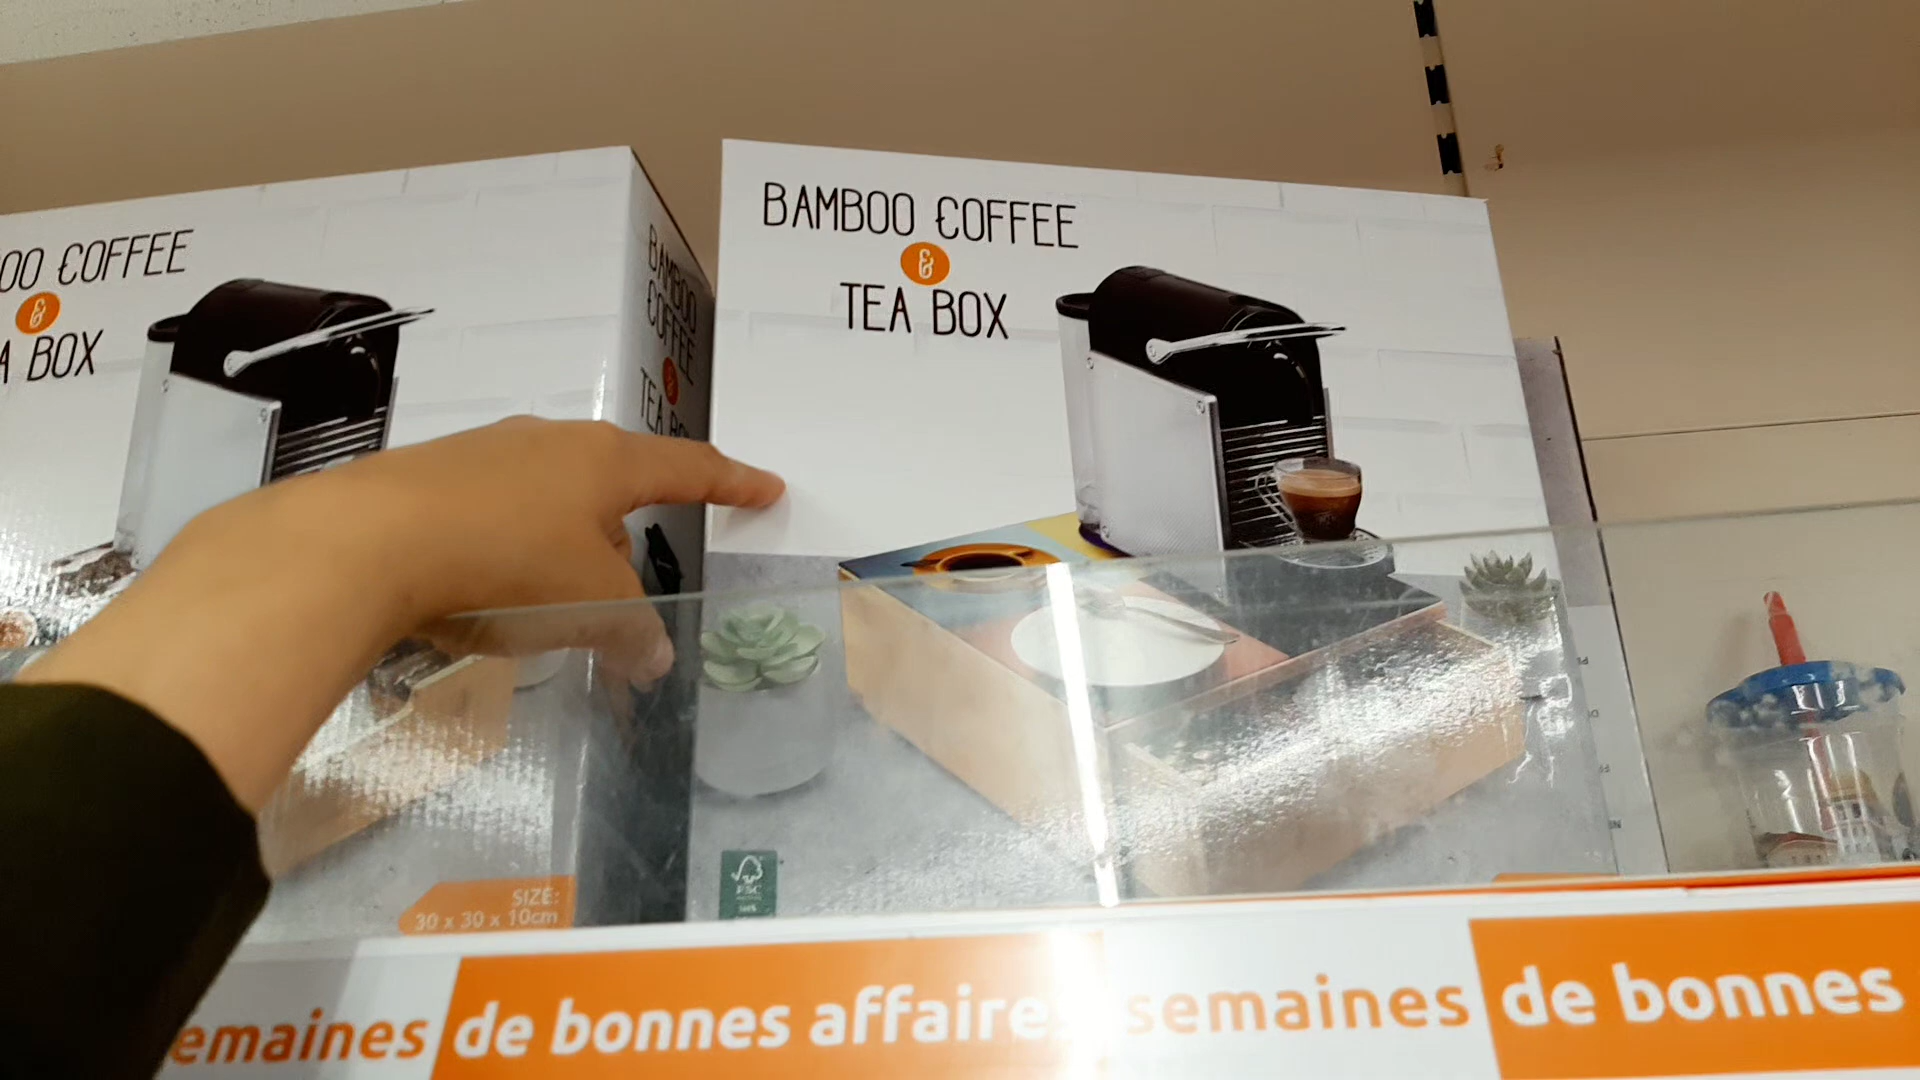 OO COFFEE
&
A BOX
BAMBOO
COFFEE
&
TEA BO
BAMBOO COFFEE
&
TEA BOX
SIZE:
30 x 30 x 10cm
FSC
emaines de bonnes affaire semaines de bonnes